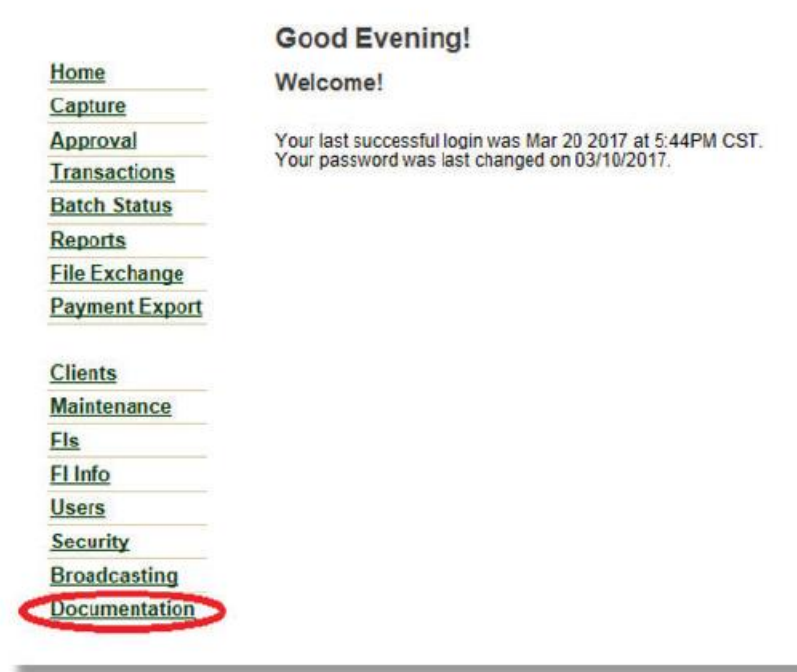 Good Evening!
Welcome!
Your last successful login was Mar 20 2017 at 5:44PM CST.
Your password was last changed on 03/10/2017.
Home
Capture
Approval
Transactions
Batch Status
Reports
File Exchange
Payment Export
Clients
Maintenance
FIs
FI Info
Users
Security
Broadcasting
Documentation